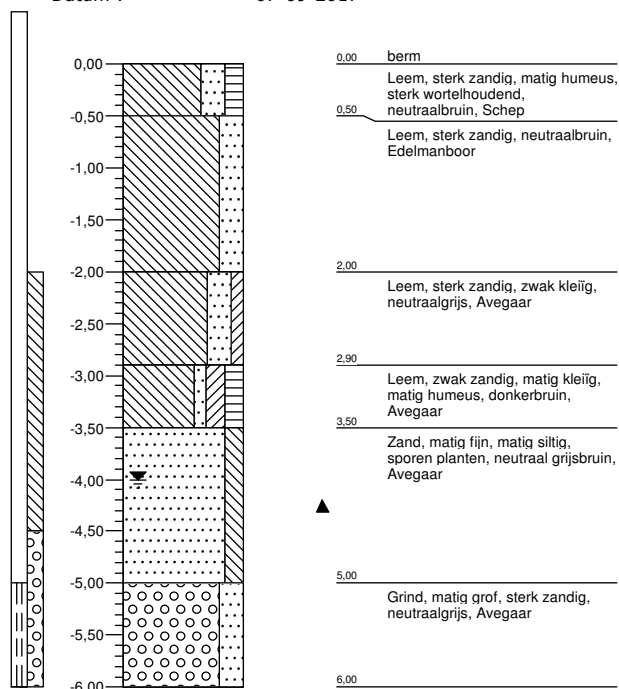 0,00
-0,50
-1,00
-1,50
-2,00
-2,50
-3,00
-3,50
-4,00
-4,50
-5,00
-5,50
-6,00
0,00 berm
Leem, sterk zandig, matig humeus,
sterk wortelhoudend,
neutraalbruin, Schep
0,50
Leem, sterk zandig, neutraalbruin,
Edelmanboor
2,00
Leem, sterk zandig, zwak kleiïg,
neutraalgrijs, Avegaar
2,90
Leem, zwak zandig, matig kleiïg,
matig humeus, donkerbruin,
Avegaar
3,50
Zand, matig fijn, matig siltig,
sporen planten, neutraal grijsbruin,
Avegaar
5,00
Grind, matig grof, sterk zandig,
neutraalgrijs, Avegaar
6,00